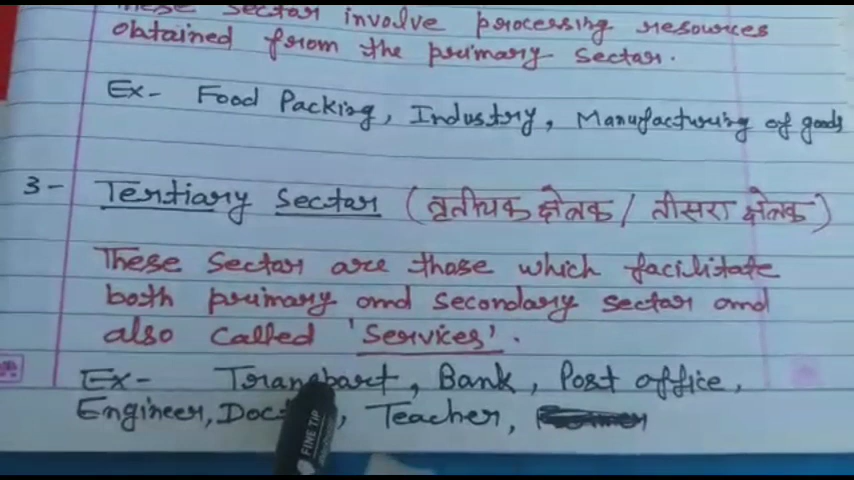 These sector involve processing resources
obtained from the primary sector.
Ex- Food Packing, Industry, Manufacturing of goods
3- Tertiary Sector (तृतीयक क्षेत्रक / तीसरा क्षेत्रक)
These sector are those which facilitate
both primary and secondary sector and
also called 'Services'.
Ex- Transport, Bank, Post office,
Engineer, Teacher,
FINE TIP